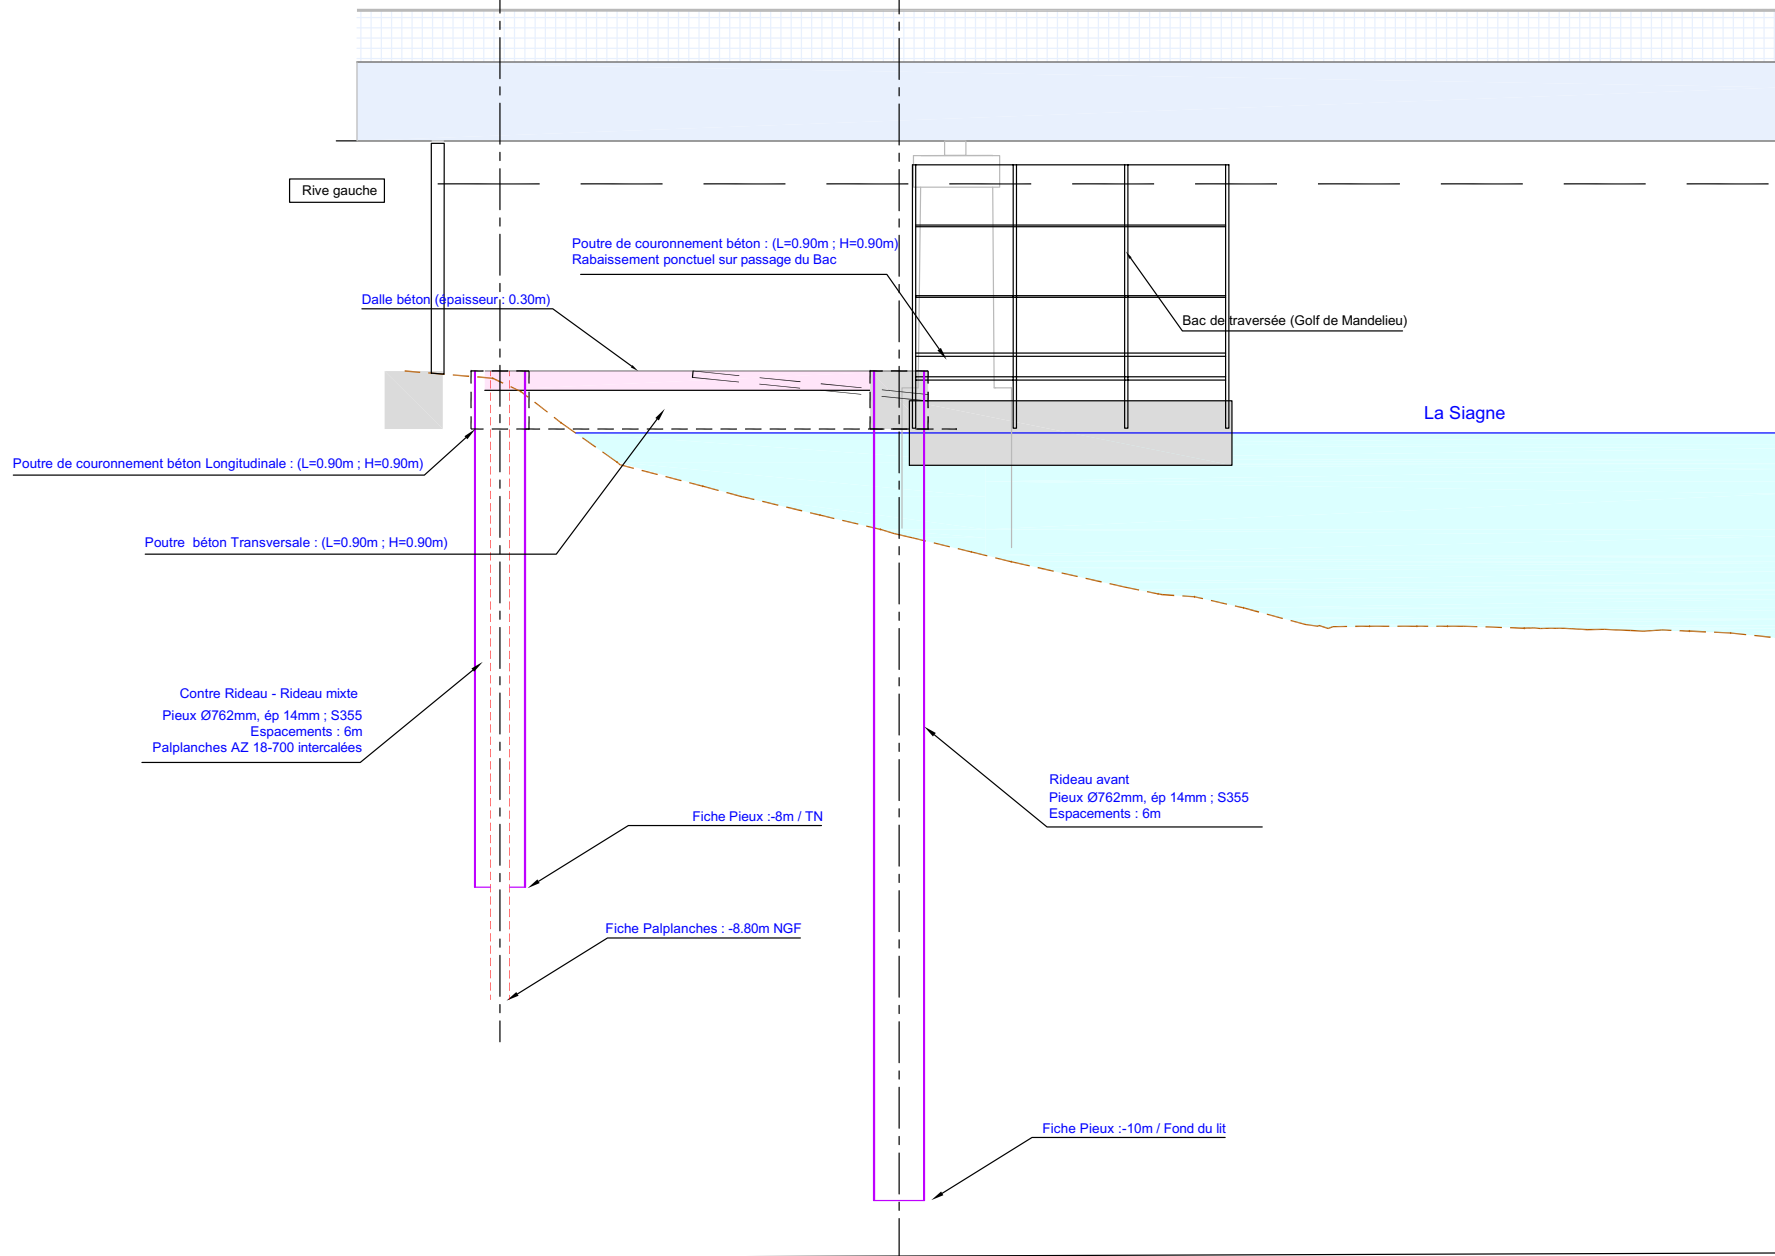 Rive gauche
Poutre de couronnement béton : (L=0.90m ; H=0.90m)
Rabaissement ponctuel sur passage du Bac
Dalle béton (épaisseur : 0.30m)
Bac de traversée (Golf de Mandelieu)
La Siagne
Poutre de couronnement béton Longitudinale : (L=0.90m ; H=0.90m)
Poutre béton Transversale : (L=0.90m ; H=0.90m)
Contre Rideau - Rideau mixte
Pieux Ø762mm, ép 14mm ; S355
Espacements : 6m
Palplanches AZ 18-700 intercalées
Rideau avant
Pieux Ø762mm, ép 14mm ; S355
Espacements : 6m
Fiche Pieux :-8m / TN
Fiche Palplanches : -8.80m NGF
Fiche Pieux :-10m / Fond du lit